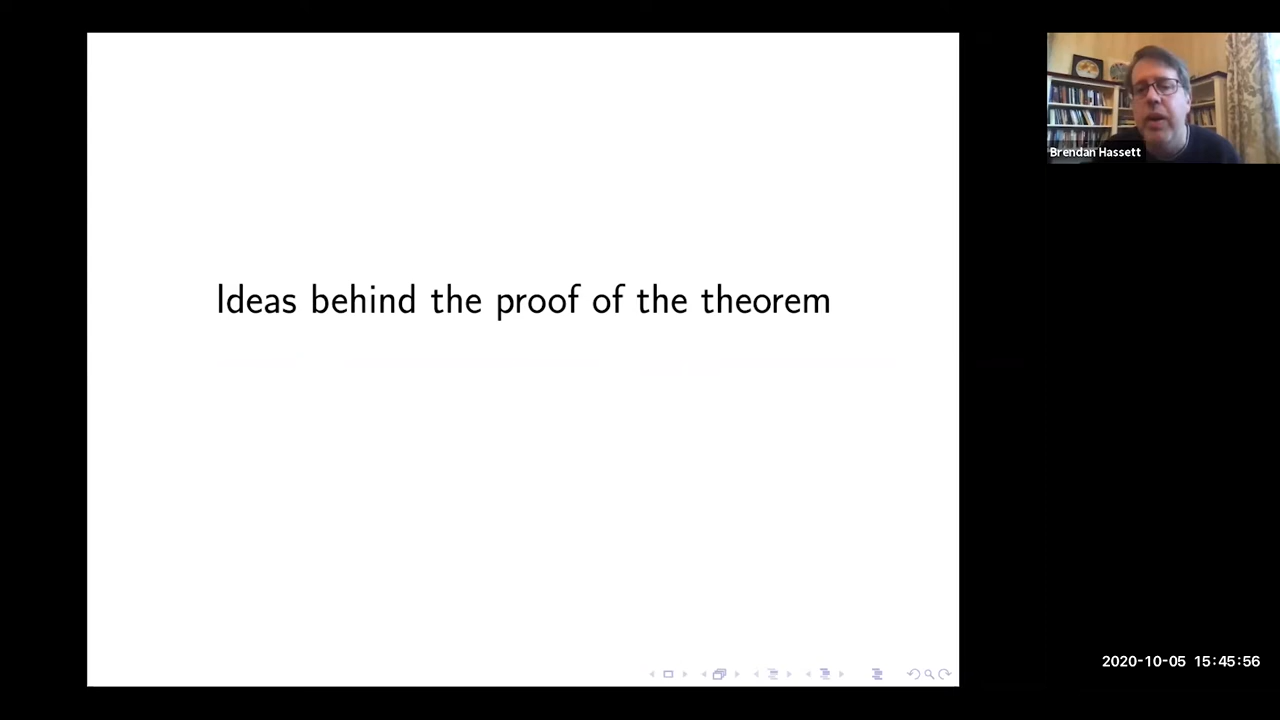 Ideas behind the proof of the theorem
Brendan Hassett
2020-10-05 15:45:56